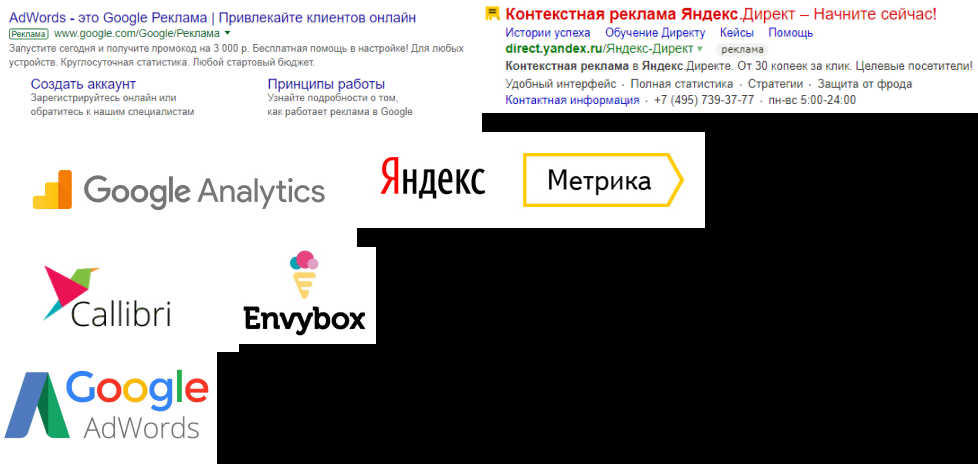 AdWords - это Google Реклама | Привлекайте клиентов онлайн
Реклама www.google.com/Google/Реклама
Запустите сегодня и получите промокод на 3 000 р. Бесплатная помощь в настройке! Для любых
устройств. Круглосуточная статистика. Любой стартовый бюджет.
Создать аккаунт
Зарегистрируйтесь онлайн или
обратитесь к нашим специалистам
Принципы работы
Узнайте подробности о том,
как работает реклама в Google
Контекстная реклама Яндекс.Директ – Начните сейчас!
Истории успеха Обучение Директу Кейсы Помощь
direct.yandex.ru/Яндекс-Директ реклама
Контекстная реклама в Яндекс.Директе. От 30 копеек за клик. Целевые посетители!
Удобный интерфейс · Полная статистика · Стратегии · Защита от фрода
Контактная информация · +7 (495) 739-37-77 · пн-вс 5:00-24:00
Google Analytics
Яндекс Метрика
Callibri
Envybox
Google
AdWords